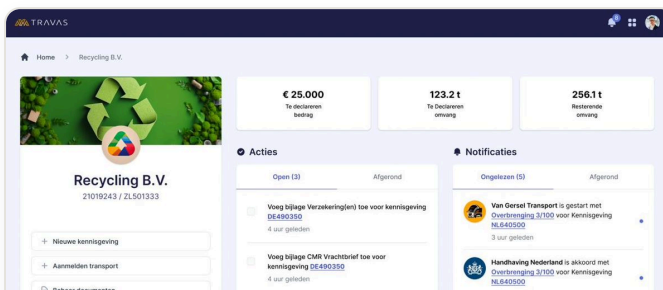 TRAVAS
8
Home > Recycling B.V.
€ 25.000
Te declareren
bedrag
123.2 t
Te Declareren
omvang
256.1 t
Resterende
omvang
Recycling B.V.
21019243 / ZL501333
+ Nieuwe kennisgeving
+ Aanmelden transport
Beheer documenten
Acties
Open (3)
Afgerond
Voeg bijlage Verzekering(en) toe voor kennisgeving
DE490350
4 uur geleden
Voeg bijlage CMR Vrachtbrief toe voor
kennisgeving DE490350
4 uur geleden
Notificaties
Ongelezen (5)
Afgerond
Van Gersel Transport is gestart met
Overbrenging 3/100 voor Kennisgeving
NL640500
3 uur geleden
Handhaving Nederland is akkoord met
Overbrenging 3/100 voor Kennisgeving
NL640500